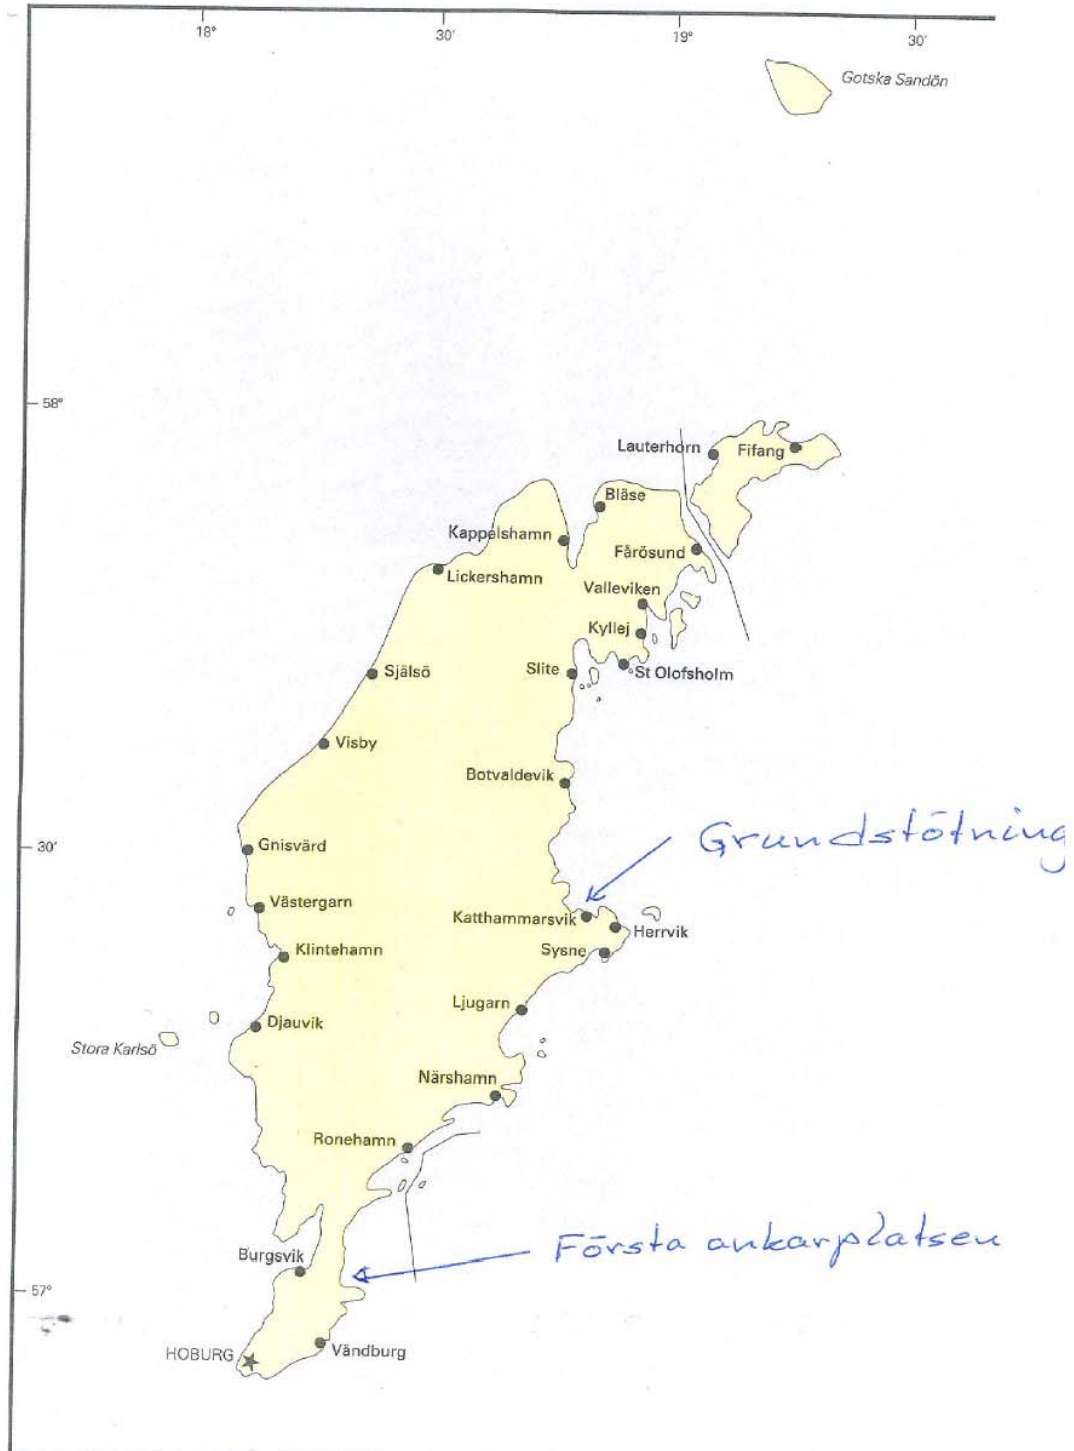 18°
30'
19°
30'
Gotska Sandön
58°
Lauterhorn
Fifang
Bläse
Kappelshamn
Fårösund
Lickershamn
Valleviken
Kyllej
Själsö
Slite
St Olofsholm
Visby
Botvaldevik
Grundstötning
30'
Gnisvärd
Västergarn
Katthammarsvik
Herrvik
Klintehamn
Sysne
Ljugarn
Djauvik
Stora Karlsö
Närshamn
Ronehamn
Första ankarplatsen
Burgsvik
57°
HOBURG
Vändburg